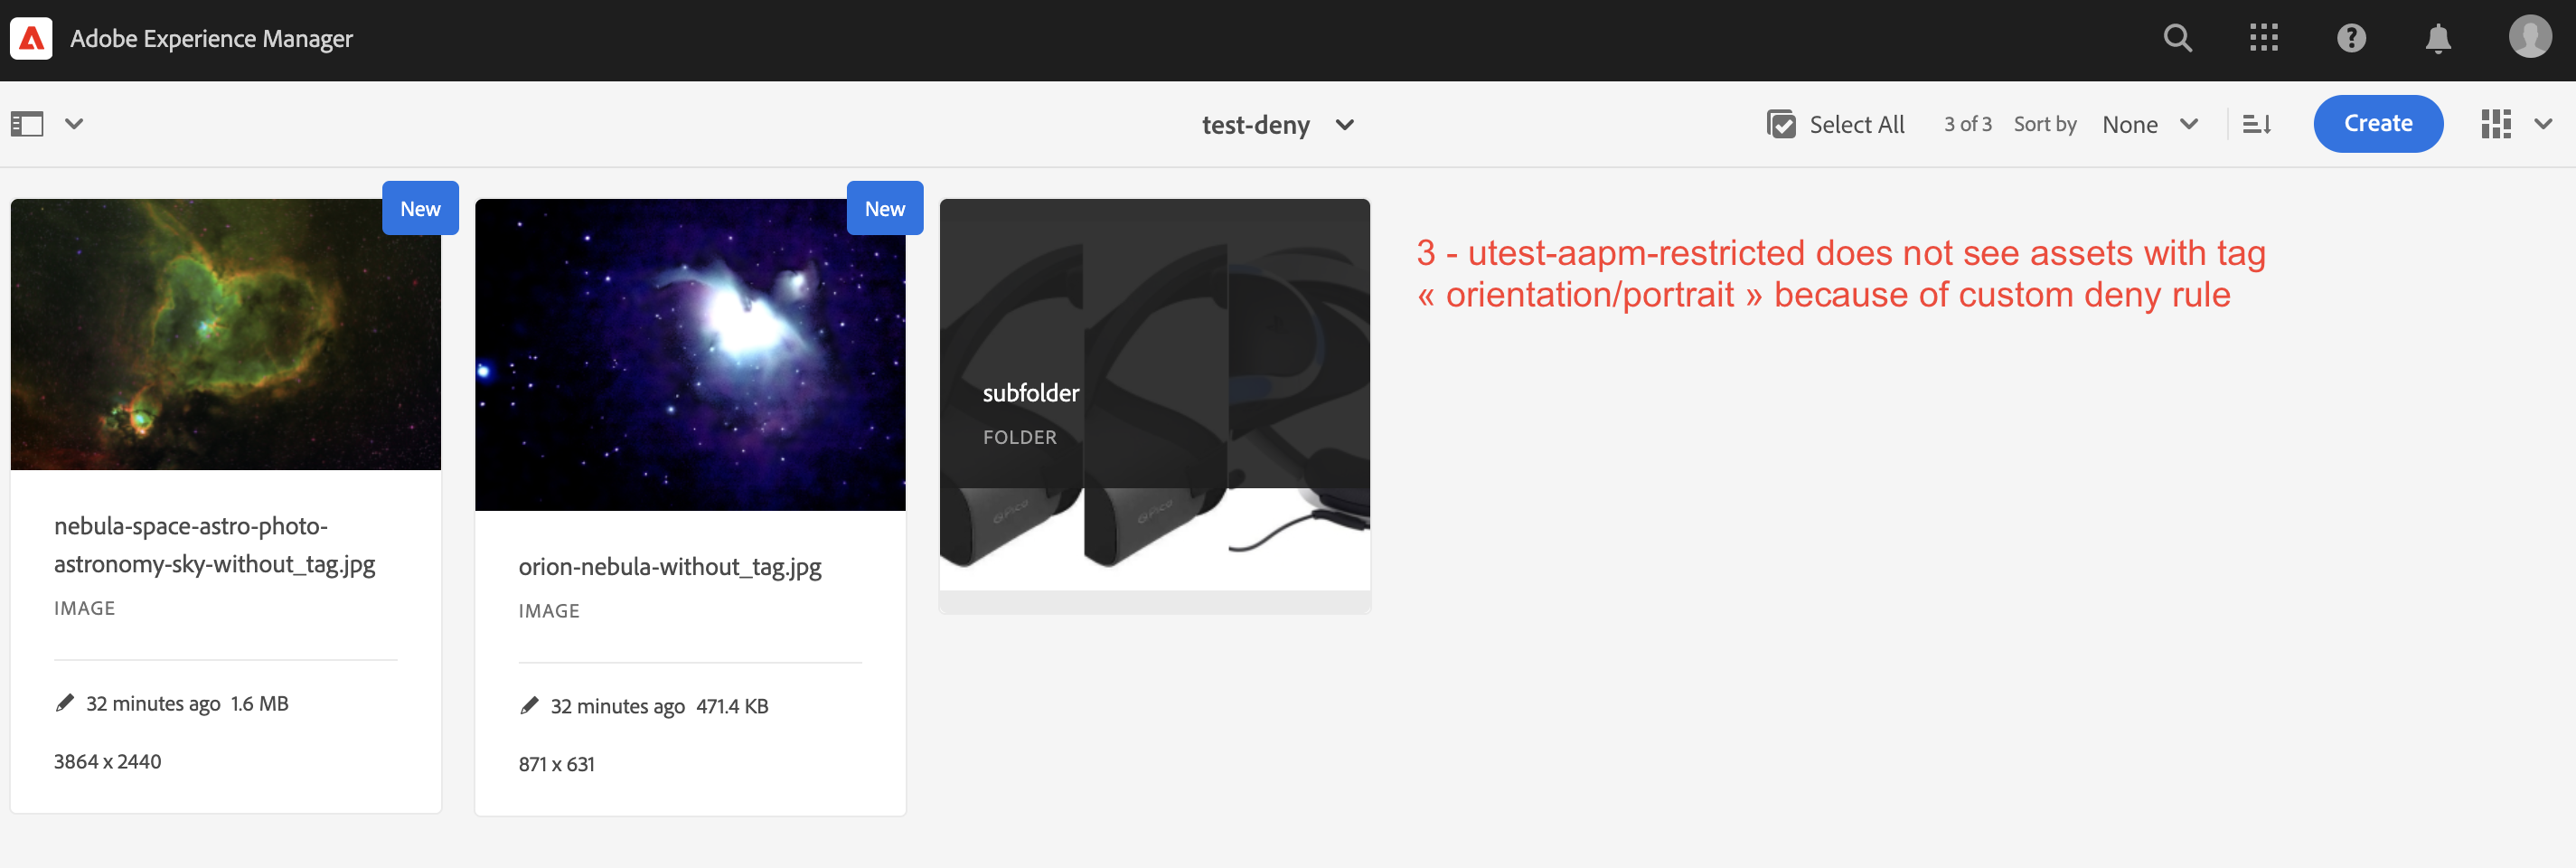 Adobe Experience Manager
test-deny
Select All 3 of 3 Sort by None Create
New
New
3 - utest-aapm-restricted does not see assets with tag
« orientation/portrait » because of custom deny rule
nebula-space-astro-photo-
astronomy-sky-without_tag.jpg
IMAGE
32 minutes ago 1.6 MB
3864 x 2440
orion-nebula-without_tag.jpg
IMAGE
32 minutes ago 471.4 KB
871 x 631
subfolder
FOLDER
pico
pico